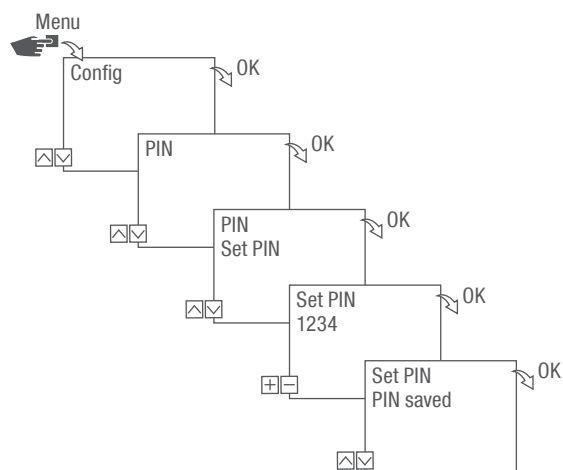 Menu
Config
OK
PIN
OK
PIN
Set PIN
OK
Set PIN
1234
OK
Set PIN
PIN saved
OK